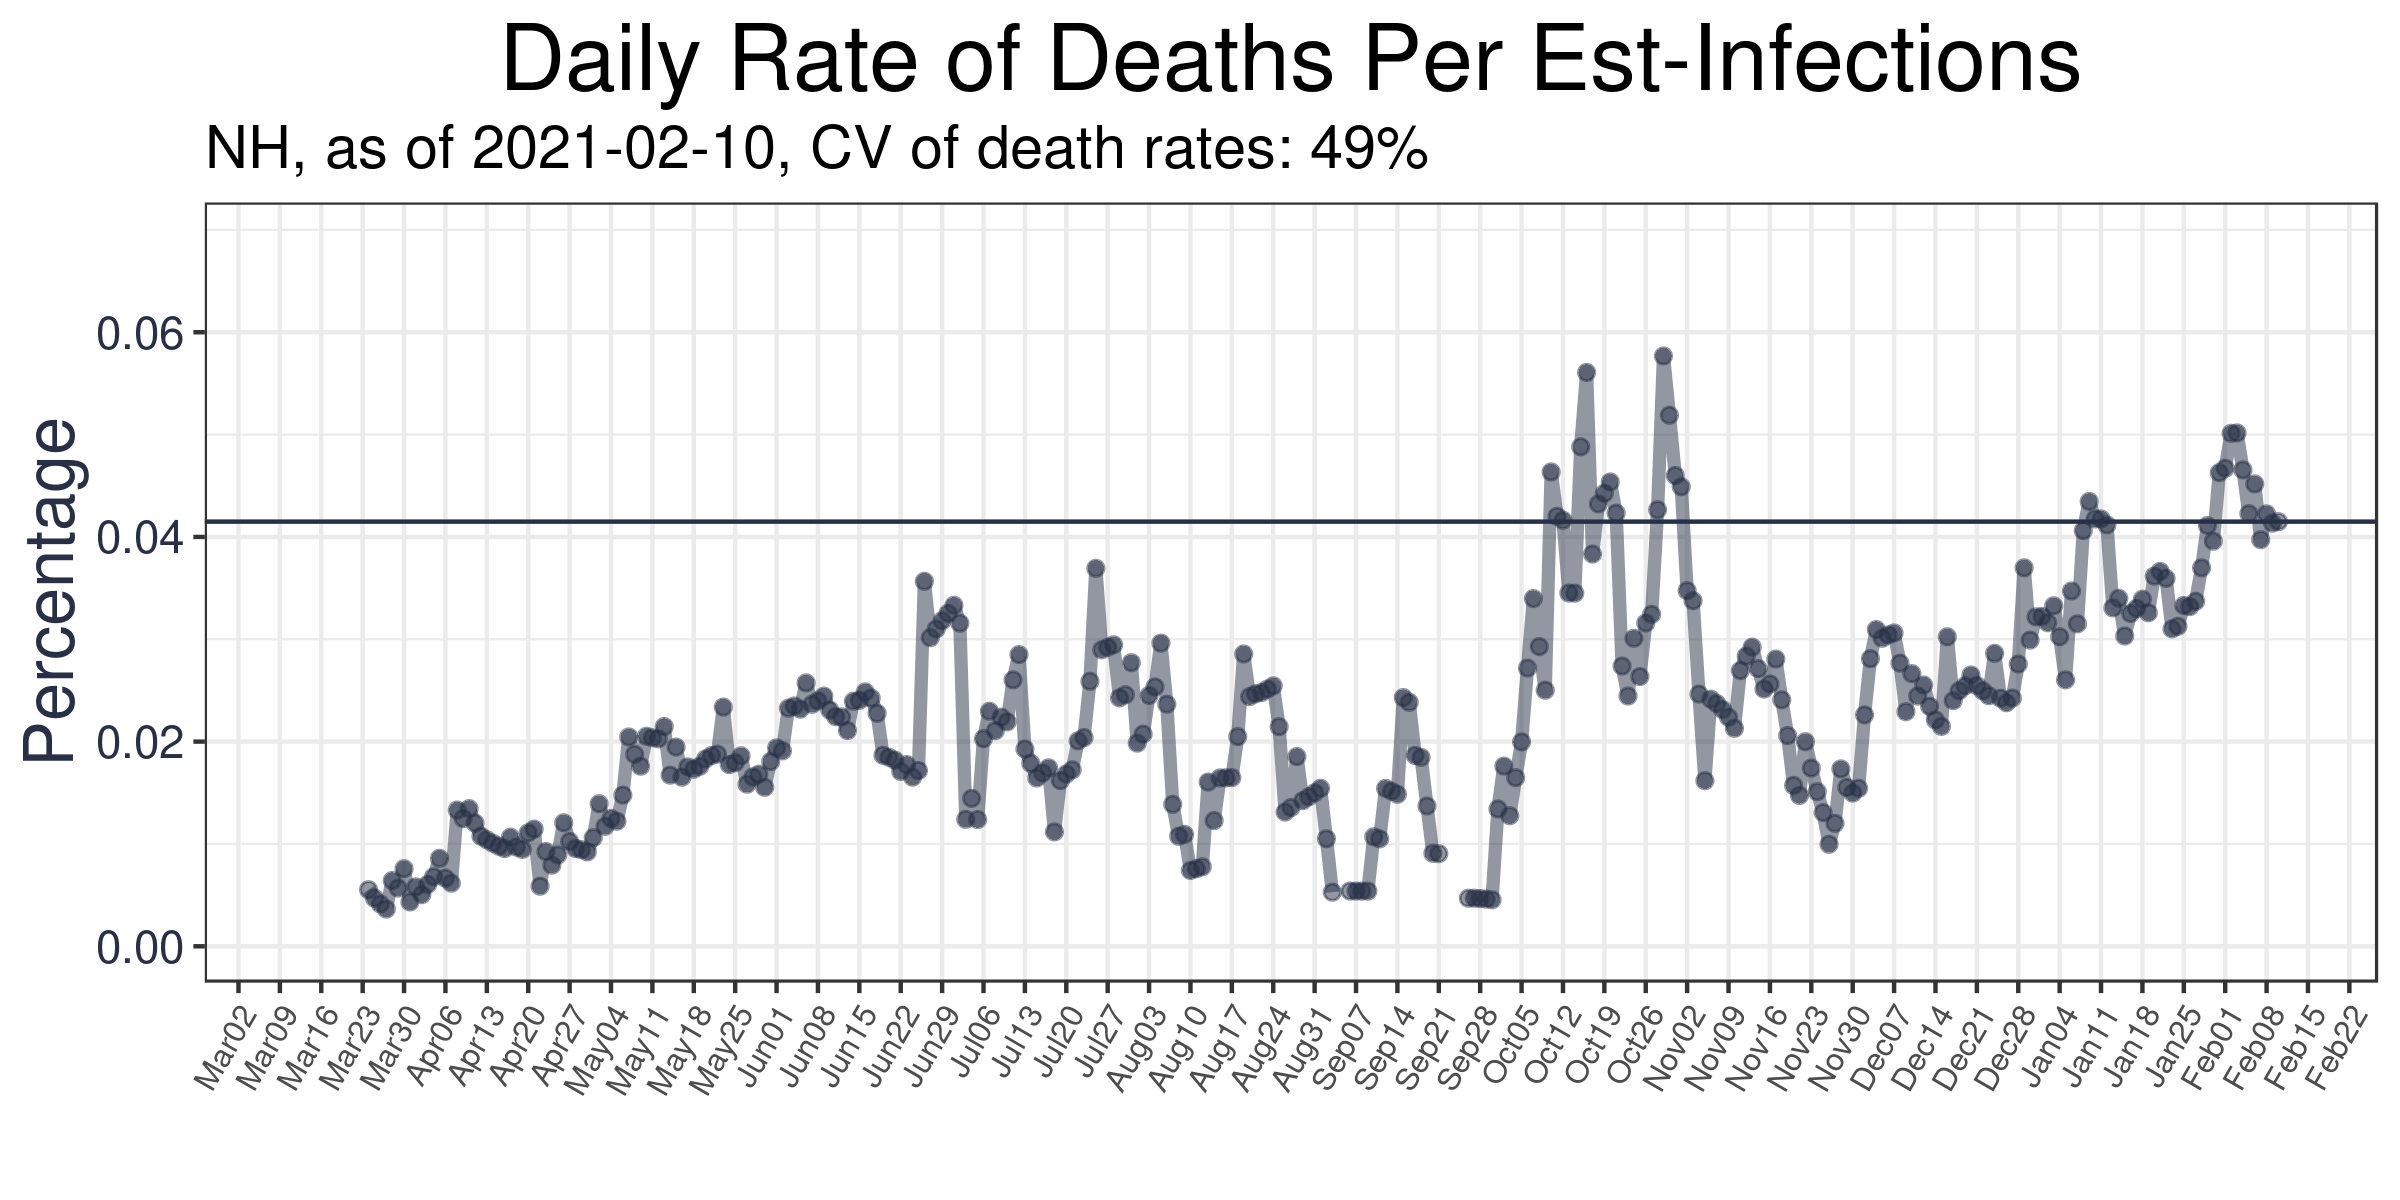 Daily Rate of Deaths Per Est-Infections
NH, as of 2021-02-10, CV of death rates: 49%
Percentage
0.06
0.04
0.02
0.00
Mar02
Mar09
Mar16
Mar23
Mar30
Apr06
Apr13
Apr20
Apr27
May04
May11
May18
May25
Jun01
Jun08
Jun15
Jun22
Jun29
Jul06
Jul13
Jul20
Jul27
Aug03
Aug10
Aug17
Aug24
Aug31
Sep07
Sep14
Sep21
Sep28
Oct05
Oct12
Oct19
Oct26
Nov02
Nov09
Nov16
Nov23
Nov30
Dec07
Dec14
Dec21
Dec28
Jan04
Jan11
Jan18
Jan25
Feb01
Feb08
Feb15
Feb22